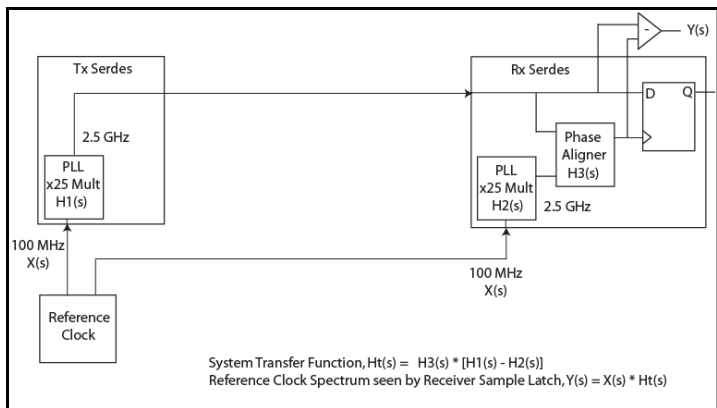 Y(s)
-
Tx Serdes
Rx Serdes
D Q
2.5 GHz
Phase
Aligner
H3(s)
PLL
x25 Mult
H1(s)
PLL
x25 Mult
H2(s)
2.5 GHz
100 MHz
X(s)
100 MHz
X(s)
Reference
Clock
System Transfer Function, Ht(s) = H3(s) * [H1(s) - H2(s)]
Reference Clock Spectrum seen by Receiver Sample Latch, Y(s) = X(s) * Ht(s)